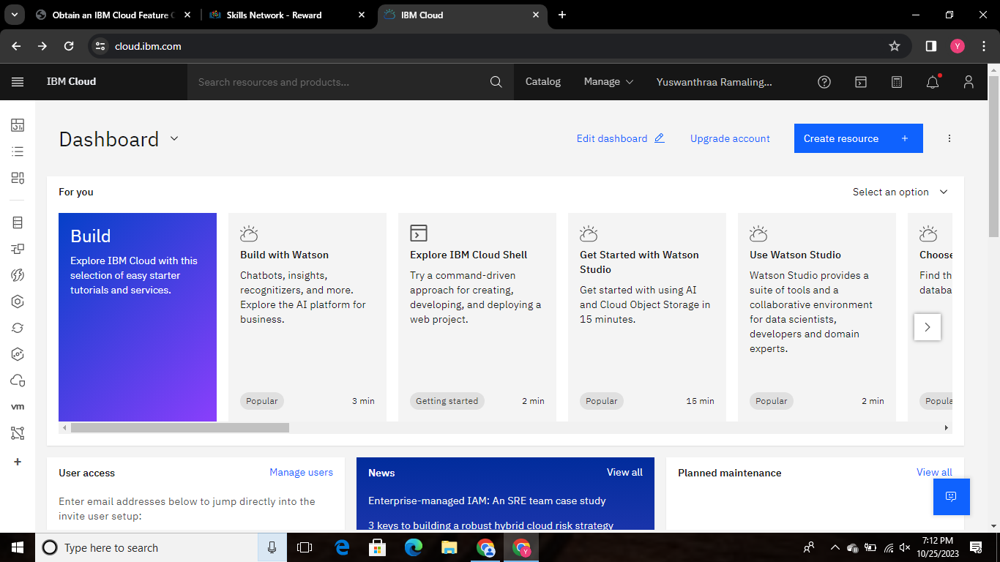 Obtain an IBM Cloud Feature C
Skills Network - Reward
IBM Cloud
cloud.ibm.com
Y
IBM Cloud
Search resources and products...
Catalog
Manage
Yuswanthraa Ramaling...
Dashboard
Edit dashboard
Upgrade account
Create resource +
For you
Select an option
Build
Explore IBM Cloud with this
selection of easy starter
tutorials and services.
Build with Watson
Chatbots, insights,
recognitizers, and more.
Explore the AI platform for
business.
Popular
3 min
Explore IBM Cloud Shell
Try a command-driven
approach for creating,
developing, and deploying a
web project.
Getting started
2 min
Get Started with Watson
Studio
Get started with using AI
and Cloud Object Storage in
15 minutes.
Popular
15 min
Use Watson Studio
Watson Studio provides a
suite of tools and a
collaborative environment
for data scientists,
developers and domain
experts.
Popular
2 min
Choose
Find th
databa
Popula
vm
User access
Manage users
Enter email addresses below to jump directly into the
invite user setup:
News
View all
Enterprise-managed IAM: An SRE team case study
3 keys to building a robust hybrid cloud risk strategy
Planned maintenance
View all
Type here to search
Y
7:12 PM
10/25/2023